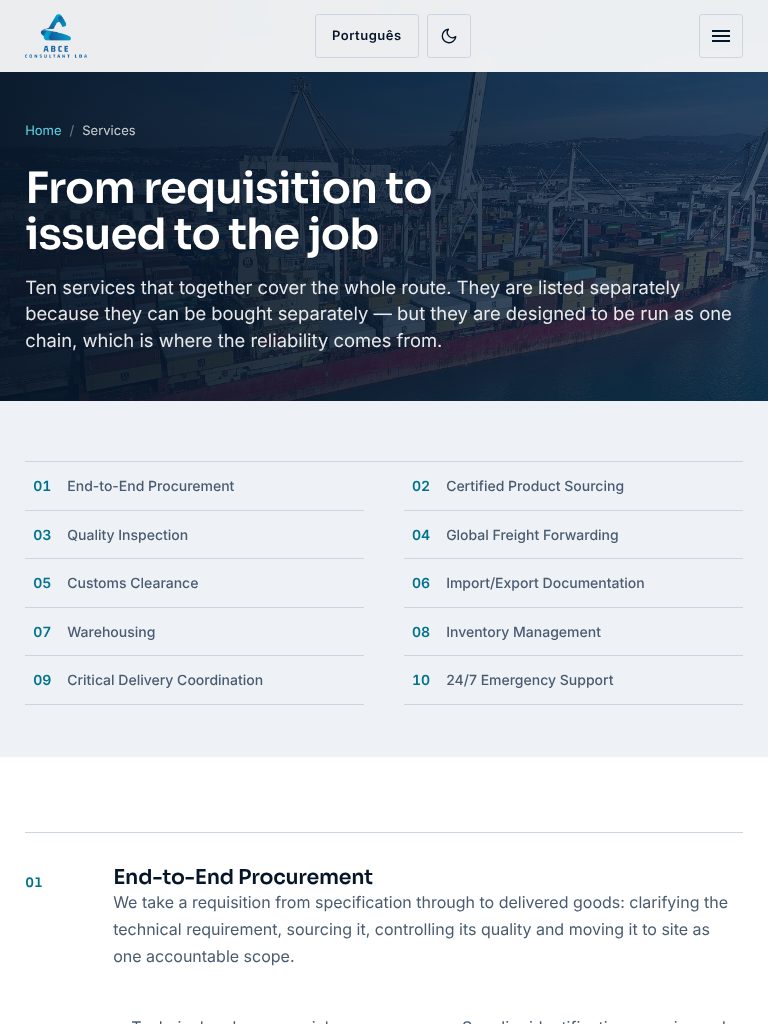 ABCE
CONSULTANT LDA
Português
Home / Services
From requisition to
issued to the job
Ten services that together cover the whole route. They are listed separately
because they can be bought separately — but they are designed to be run as one
chain, which is where the reliability comes from.
01 End-to-End Procurement
02 Certified Product Sourcing
03 Quality Inspection
04 Global Freight Forwarding
05 Customs Clearance
06 Import/Export Documentation
07 Warehousing
08 Inventory Management
09 Critical Delivery Coordination
10 24/7 Emergency Support
01
End-to-End Procurement
We take a requisition from specification through to delivered goods: clarifying the
technical requirement, sourcing it, controlling its quality and moving it to site as
one accountable scope.